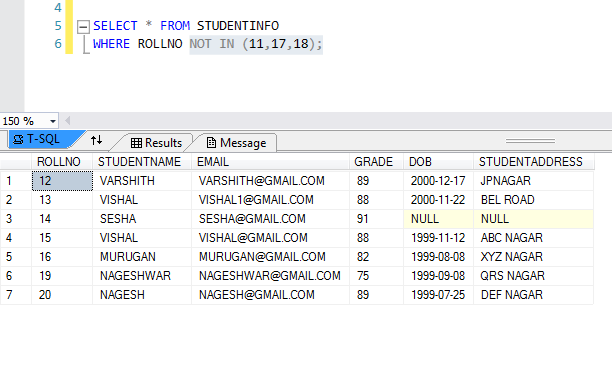 4
5 SELECT * FROM STUDENTINFO
6 WHERE ROLLNO NOT IN (11,17,18);
150 %
T-SQL Results Message
ROLLNO STUDENTNAME EMAIL GRADE DOB STUDENTADDRESS
1 12 VARSHITH VARSHITH@GMAIL.COM 89 2000-12-17 JPNAGAR
2 13 VISHAL VISHAL1@GMAIL.COM 88 2000-11-22 BEL ROAD
3 14 SESHA SESHA@GMAIL.COM 91 NULL NULL
4 15 VISHAL VISHAL@GMAIL.COM 88 1999-11-12 ABC NAGAR
5 16 MURUGAN MURUGAN@GMAIL.COM 82 1999-08-08 XYZ NAGAR
6 19 NAGESHWAR NAGESHWAR@GMAIL.COM 75 1999-09-08 QRS NAGAR
7 20 NAGESH NAGESH@GMAIL.COM 89 1999-07-25 DEF NAGAR